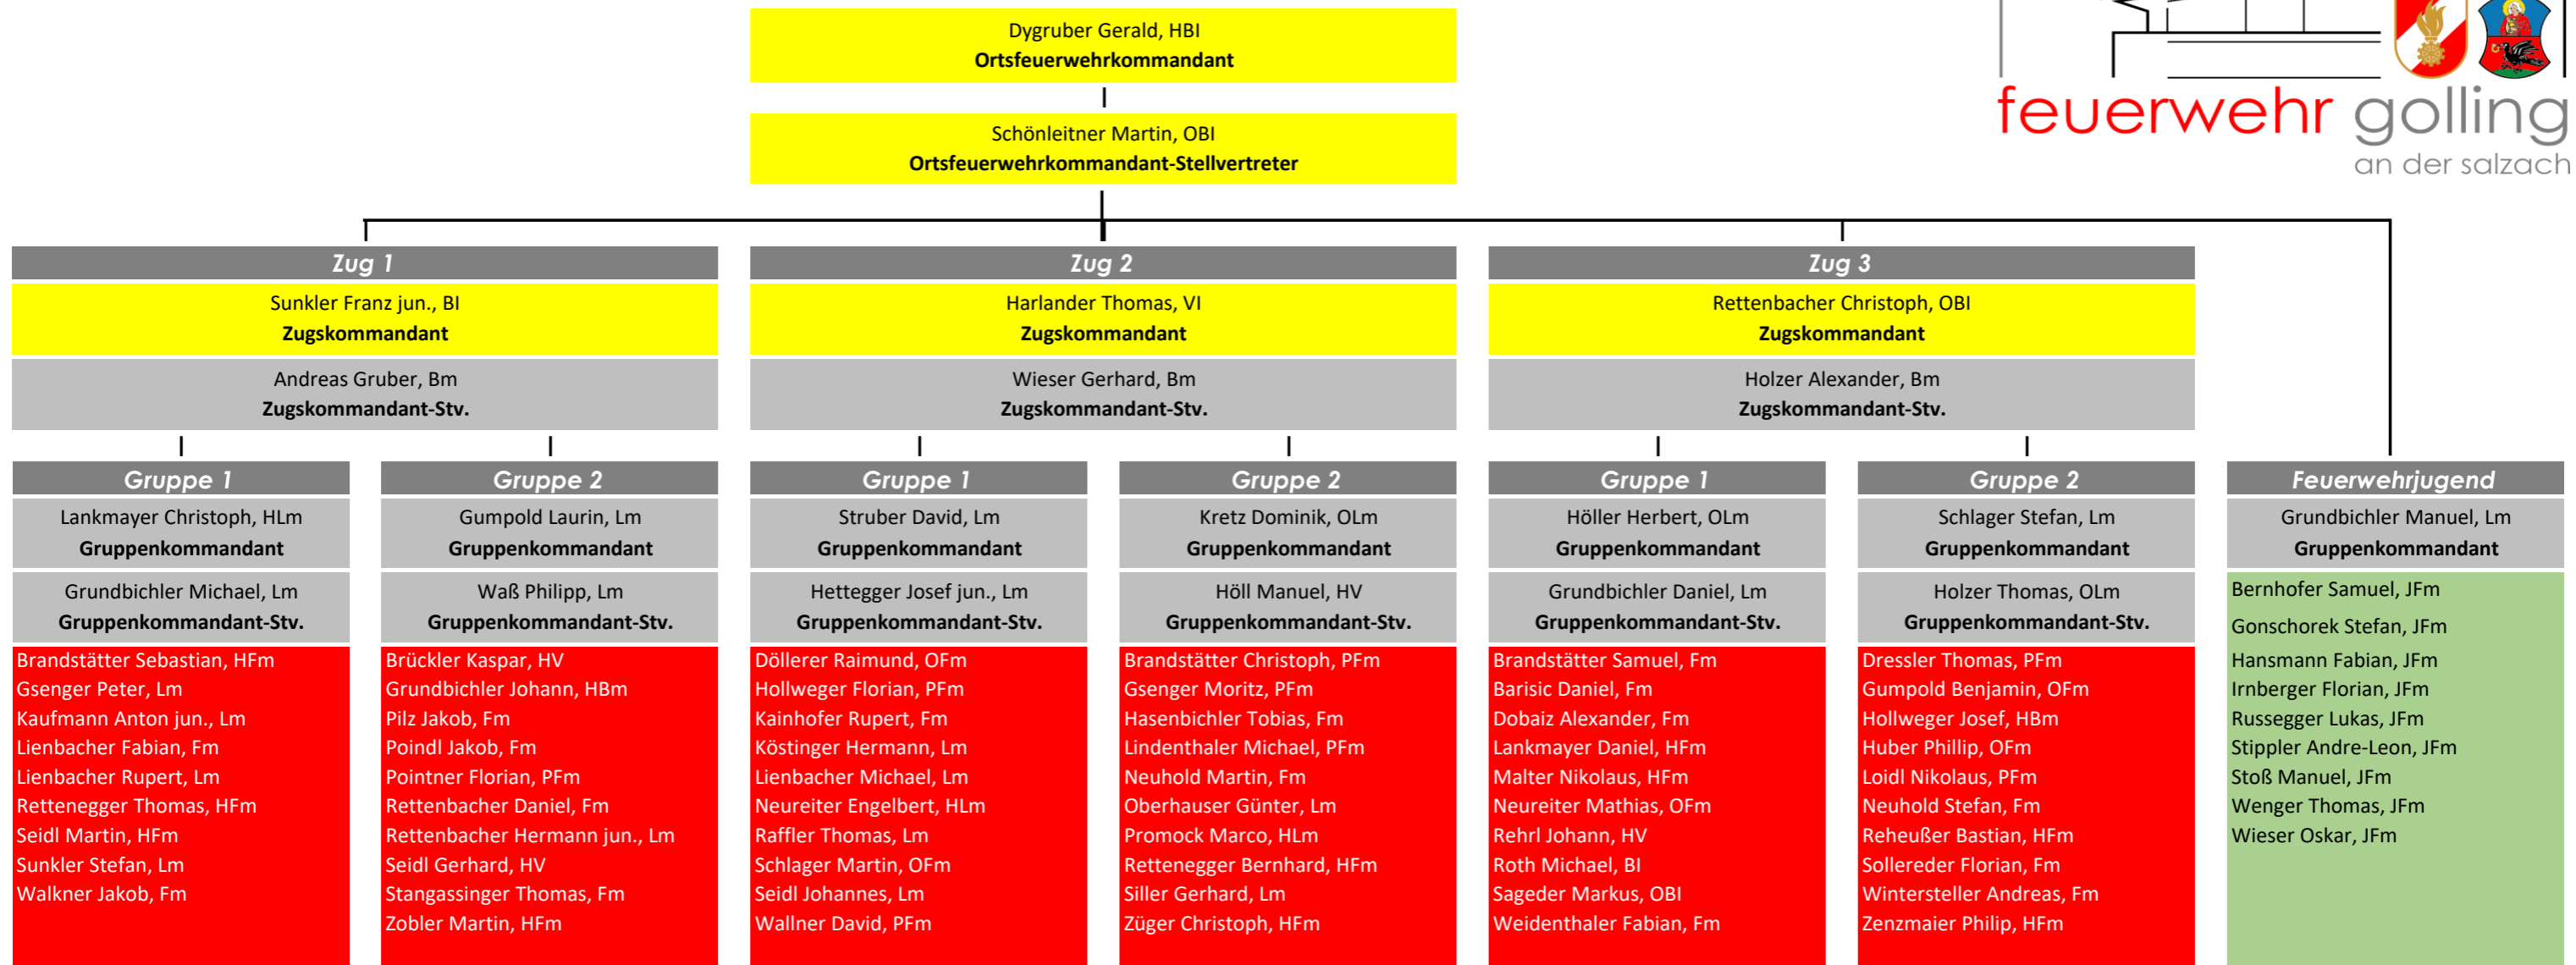 Dygruber Gerald, HBI
Ortsfeuerwehrkommandant
Schönleitner Martin, OBI
Ortsfeuerwehrkommandant-Stellvertreter
feuerwehr golling
an der salzach
Zug 1
Sunkler Franz jun., BI
Zugskommandant
Andreas Gruber, Bm
Zugskommandant-Stv.
Zug 2
Harlander Thomas, VI
Zugskommandant
Wieser Gerhard, Bm
Zugskommandant-Stv.
Zug 3
Rettenbacher Christoph, OBI
Zugskommandant
Holzer Alexander, Bm
Zugskommandant-Stv.
Gruppe 1
Lankmayer Christoph, HLm
Gruppenkommandant
Grundbichler Michael, Lm
Gruppenkommandant-Stv.
Brandstätter Sebastian, HFm
Gsenger Peter, Lm
Kaufmann Anton jun., Lm
Lienbacher Fabian, Fm
Lienbacher Rupert, Lm
Rettenegger Thomas, HFm
Seidl Martin, HFm
Sunkler Stefan, Lm
Walkner Jakob, Fm
Gruppe 2
Gumpold Laurin, Lm
Gruppenkommandant
Waß Philipp, Lm
Gruppenkommandant-Stv.
Brückler Kaspar, HV
Grundbichler Johann, HBm
Pilz Jakob, Fm
Poindl Jakob, Fm
Pointner Florian, PFm
Rettenbacher Daniel, Fm
Rettenbacher Hermann jun., Lm
Seidl Gerhard, HV
Stangassinger Thomas, Fm
Zobler Martin, HFm
Gruppe 1
Struber David, Lm
Gruppenkommandant
Hettegger Josef jun., Lm
Gruppenkommandant-Stv.
Döllerer Raimund, OFm
Hollweger Florian, PFm
Kainhofer Rupert, Fm
Köstinger Hermann, Lm
Lienbacher Michael, Lm
Neureiter Engelbert, HLm
Raffler Thomas, Lm
Schlager Martin, OFm
Seidl Johannes, Lm
Wallner David, PFm
Gruppe 2
Kretz Dominik, OLm
Gruppenkommandant
Höll Manuel, HV
Gruppenkommandant-Stv.
Brandstätter Christoph, PFm
Gsenger Moritz, PFm
Hasenbichler Tobias, Fm
Lindenthaler Michael, PFm
Neuhold Martin, Fm
Oberhauser Günter, Lm
Promock Marco, HLm
Rettenegger Bernhard, HFm
Siller Gerhard, Lm
Züger Christoph, HFm
Gruppe 1
Höller Herbert, OLm
Gruppenkommandant
Grundbichler Daniel, Lm
Gruppenkommandant-Stv.
Brandstätter Samuel, Fm
Barisic Daniel, Fm
Dobaiz Alexander, Fm
Lankmayer Daniel, HFm
Malter Nikolaus, HFm
Neureiter Mathias, OFm
Rehrl Johann, HV
Roth Michael, BI
Sageder Markus, OBI
Weidenthaler Fabian, Fm
Gruppe 2
Schlager Stefan, Lm
Gruppenkommandant
Holzer Thomas, OLm
Gruppenkommandant-Stv.
Dressler Thomas, PFm
Gumpold Benjamin, OFm
Hollweger Josef, HBm
Huber Phillip, OFm
Loidl Nikolaus, PFm
Neuhold Stefan, Fm
Reheußer Bastian, HFm
Sollereder Florian, Fm
Wintersteller Andreas, Fm
Zenzmaier Philip, HFm
Feuerwehrjugend
Grundbichler Manuel, Lm
Gruppenkommandant
Bernhofer Samuel, JFm
Gonschorek Stefan, JFm
Hansmann Fabian, JFm
Irnberger Florian, JFm
Russegger Lukas, JFm
Stippler Andre-Leon, JFm
Stoß Manuel, JFm
Wenger Thomas, JFm
Wieser Oskar, JFm